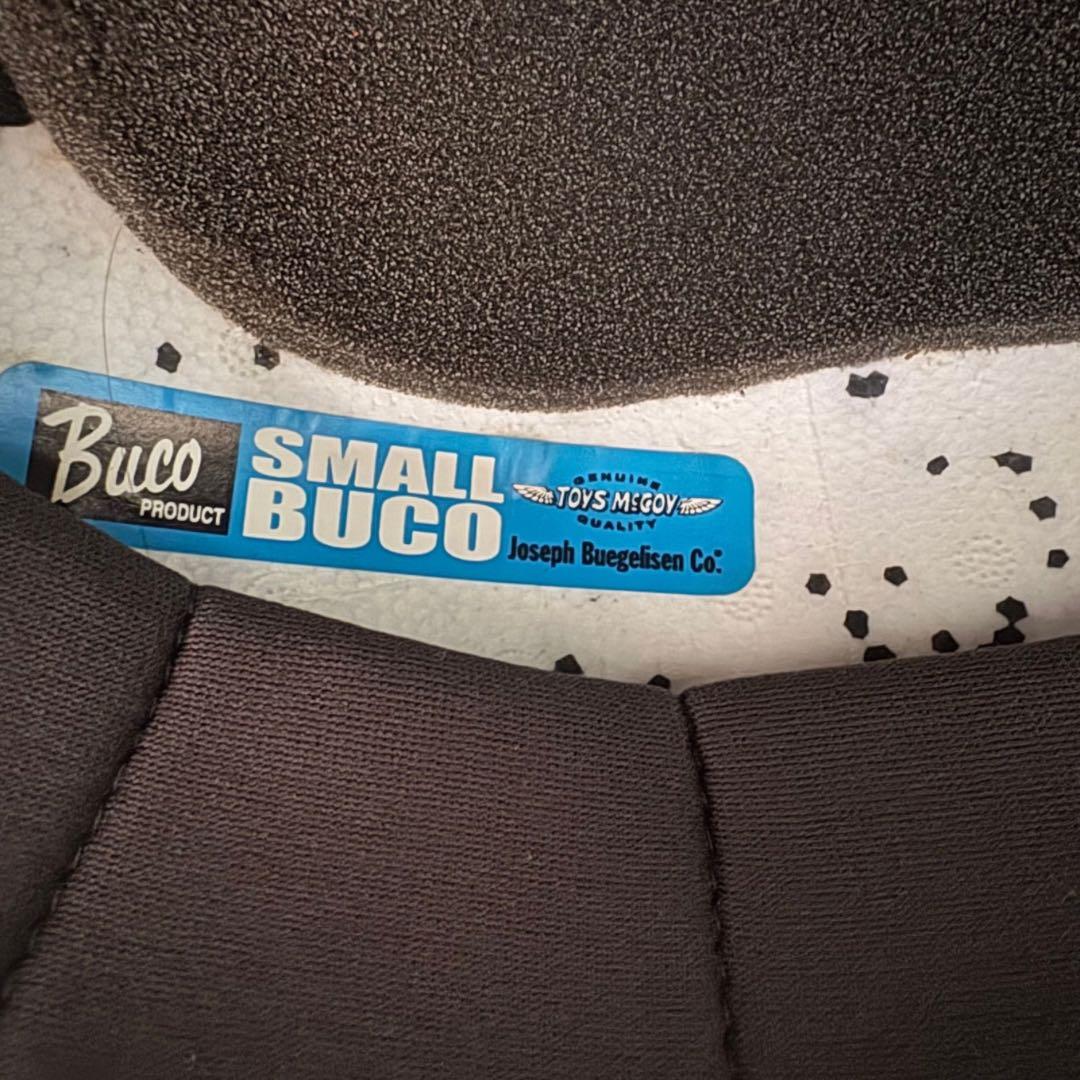 Buco
PRODUCT
SMALL
BUCO
GENUINE
TOYS McCOY
QUALITY
Joseph Buegelisen Co.